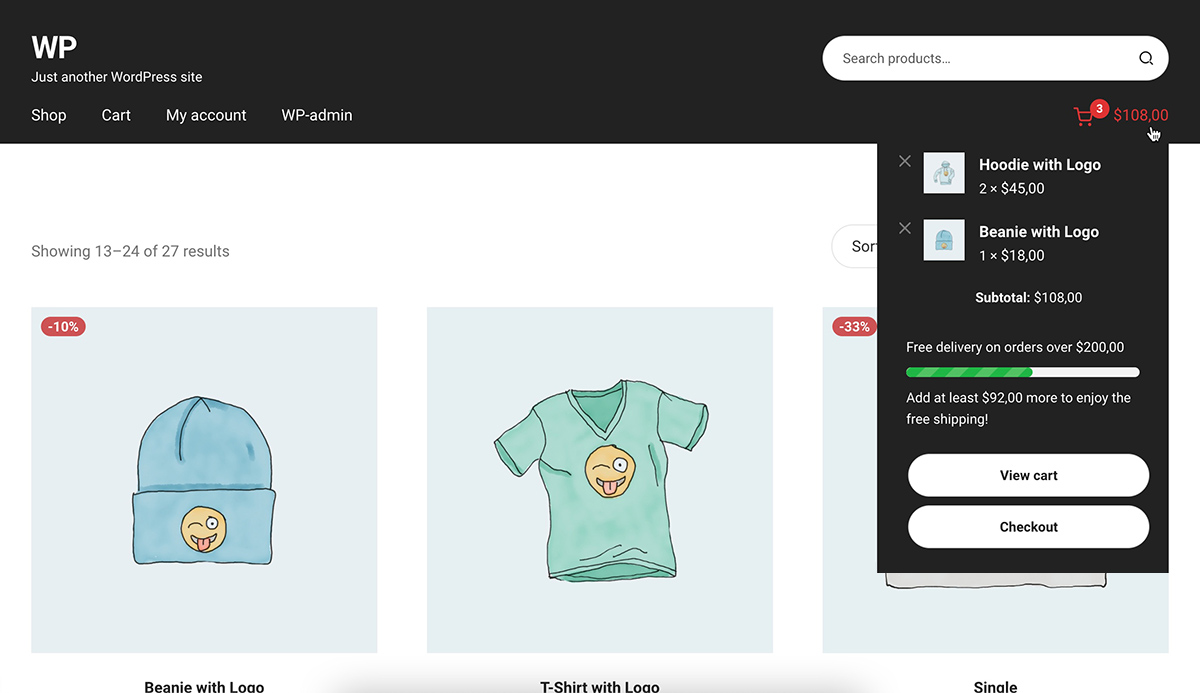 WP
Just another WordPress site
Search products…
Shop Cart My account WP-admin
3 $108,00
Hoodie with Logo
2 × $45,00
Beanie with Logo
1 × $18,00
Subtotal: $108,00
Free delivery on orders over $200,00
Add at least $92,00 more to enjoy the
free shipping!
View cart
Checkout
Showing 13–24 of 27 results
Sor
-10%
-33%
Beanie with Logo
T-Shirt with Logo
Single